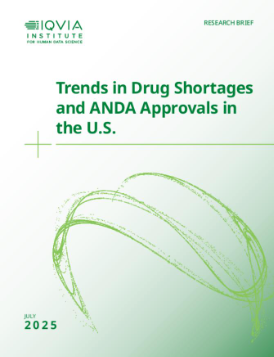 IQVIA
INSTITUTE
FOR HUMAN DATA SCIENCE
RESEARCH BRIEF
Trends in Drug Shortages
and ANDA Approvals in
the U.S.
JULY
2025